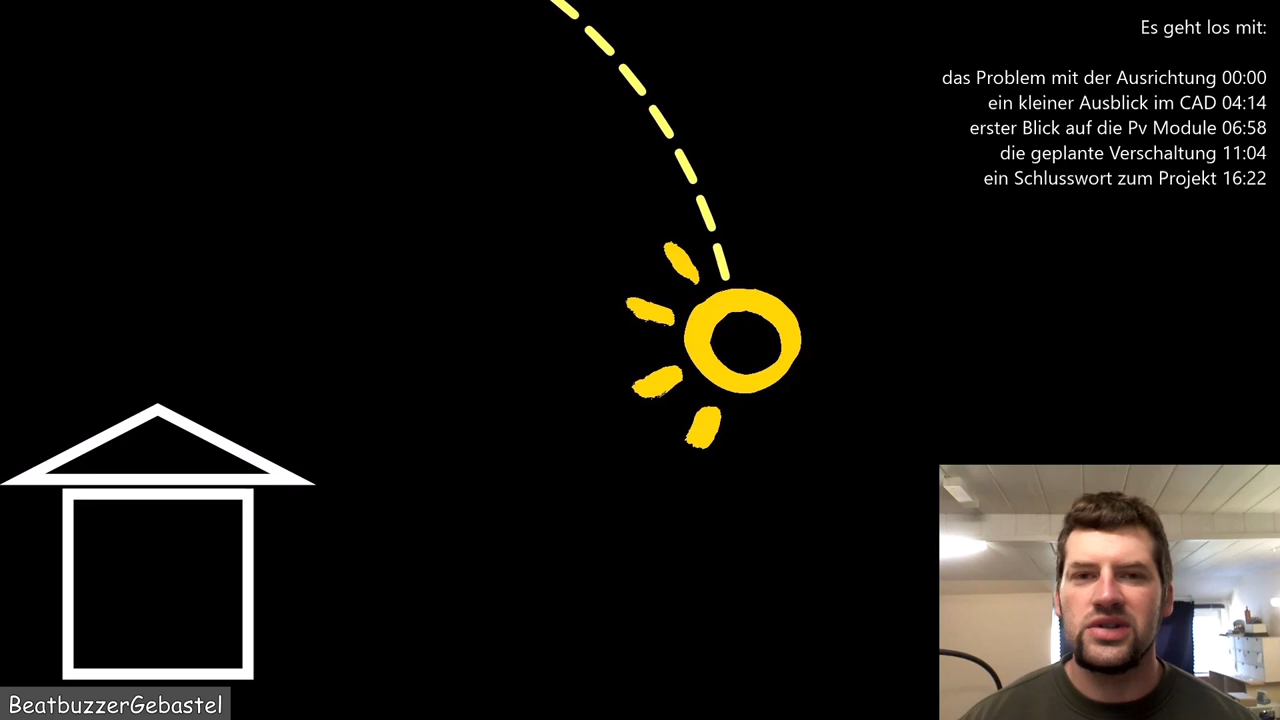 Es geht los mit:
das Problem mit der Ausrichtung 00:00
ein kleiner Ausblick im CAD 04:14
erster Blick auf die Pv Module 06:58
die geplante Verschaltung 11:04
ein Schlusswort zum Projekt 16:22
BeatbuzzerGebastel